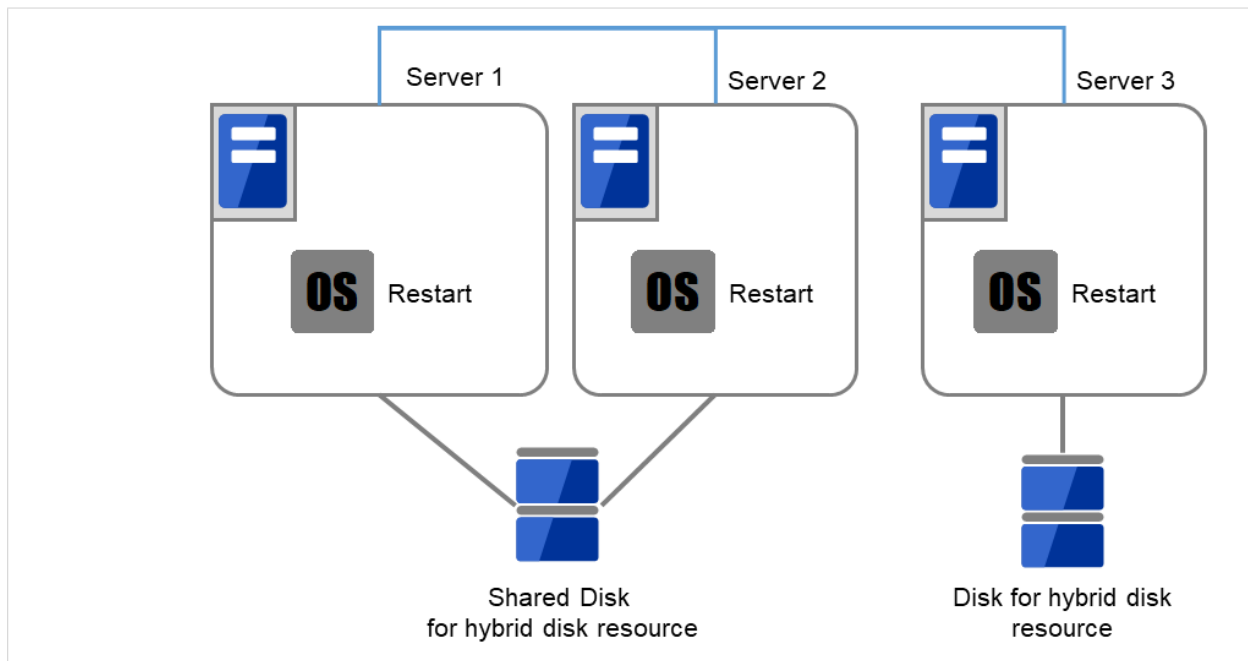 Server 1
Server 2
Server 3
OS Restart
OS Restart
OS Restart
Shared Disk
for hybrid disk resource
Disk for hybrid disk
resource